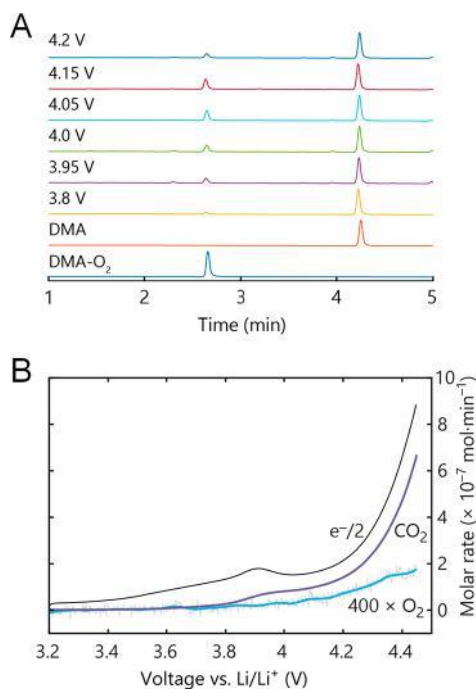 A
4.2 V
4.15 V
4.05 V
4.0 V
3.95 V
3.8 V
DMA
DMA-O₂
1 2 3 4 5
Time (min)
B
10
8
6
4
2
0
Molar rate (× 10⁻⁷ mol·min⁻¹)
e⁻/2
CO₂
400 × O₂
3.2 3.4 3.6 3.8 4 4.2 4.4
Voltage vs. Li/Li⁺ (V)